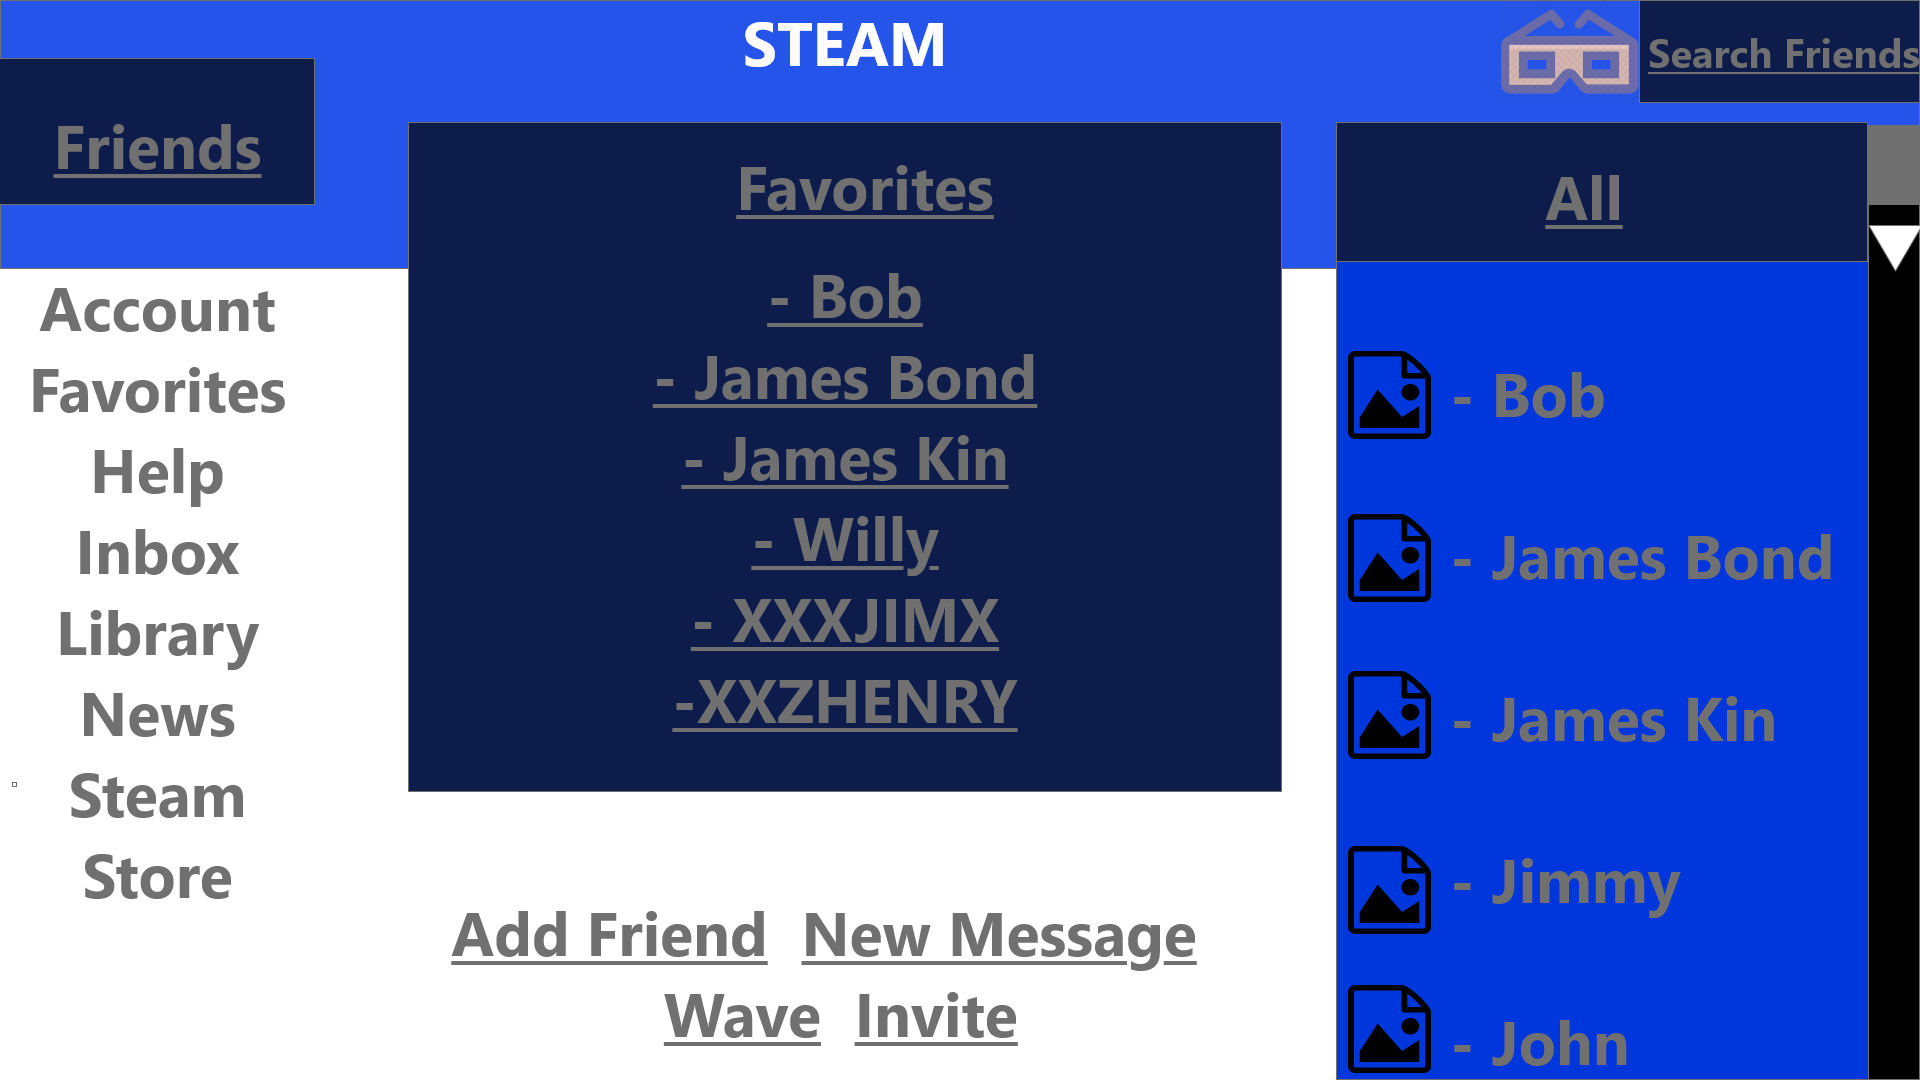 STEAM
Search Friends
Friends
Account
Favorites
Help
Inbox
Library
News
Steam
Store
Favorites
- Bob
- James Bond
- James Kin
- Willy
- XXXJIMX
-XXZHENRY
Add Friend New Message
Wave Invite
All
- Bob
- James Bond
- James Kin
- Jimmy
- John